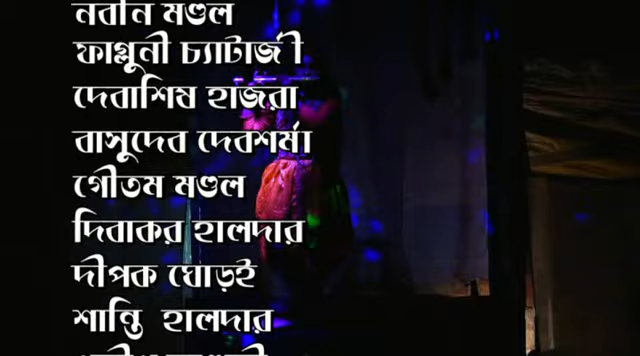 নবীন মণ্ডল
ফাল্গুনী চ্যাটার্জী
দেবাশিষ হাজরা
বাসুদেব দেবশর্মা
গৌতম মণ্ডল
দিবাকর হালদার
দীপক ঘোড়ই
শান্তি হালদার